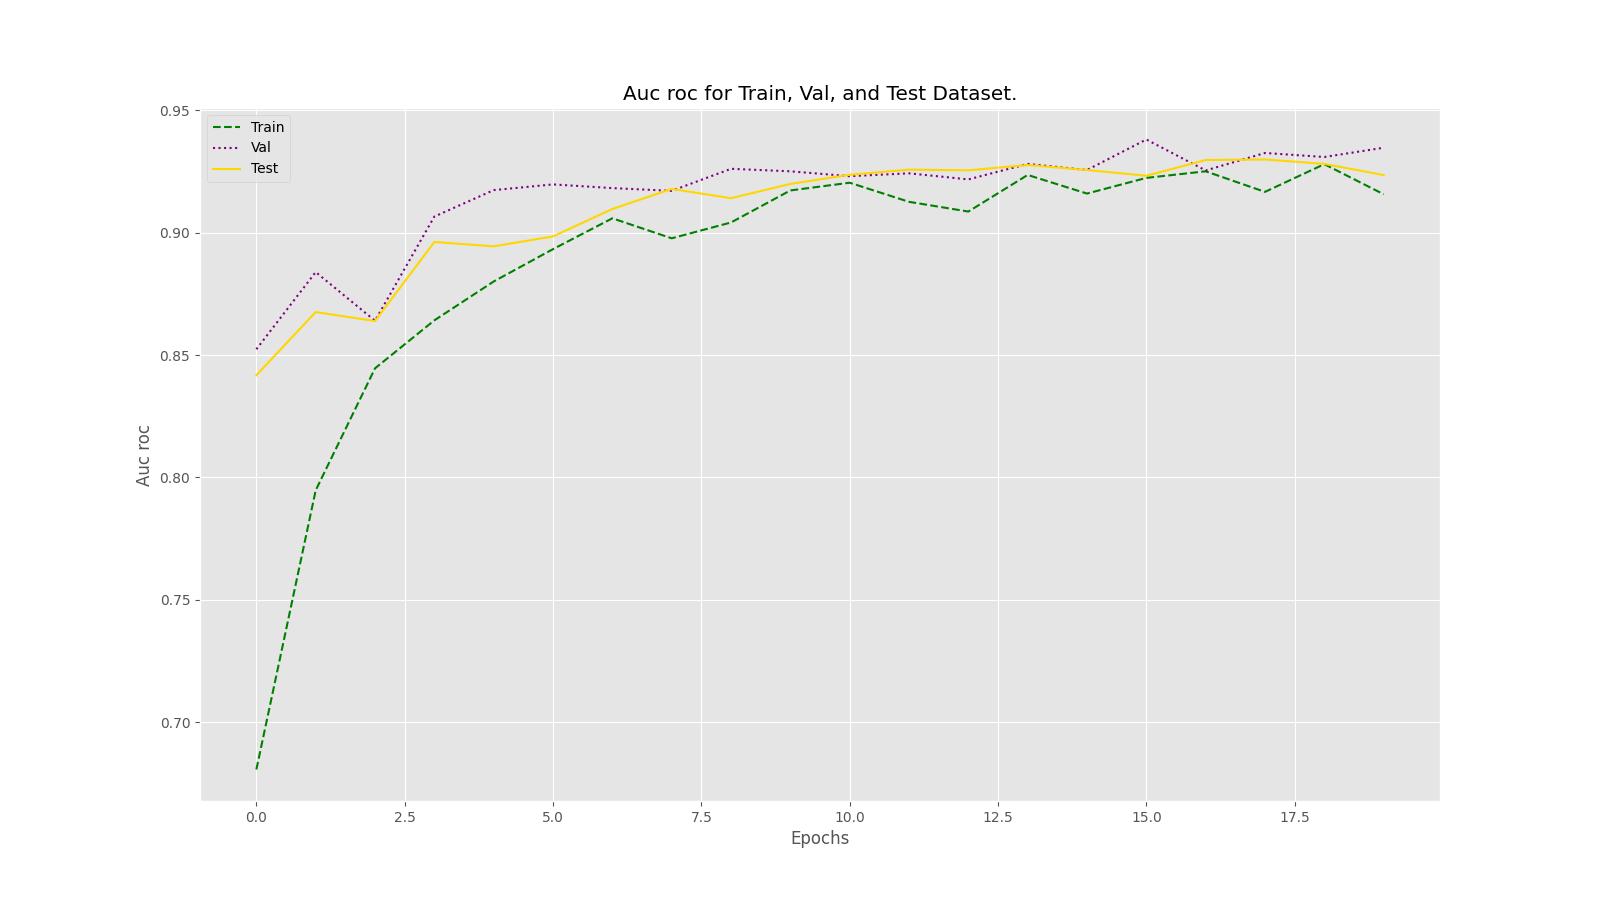 Auc roc for Train, Val, and Test Dataset.
0.95
0.90
0.85
0.80
0.75
0.70
Auc roc
Train
Val
Test
0.0 2.5 5.0 7.5 10.0 12.5 15.0 17.5
Epochs